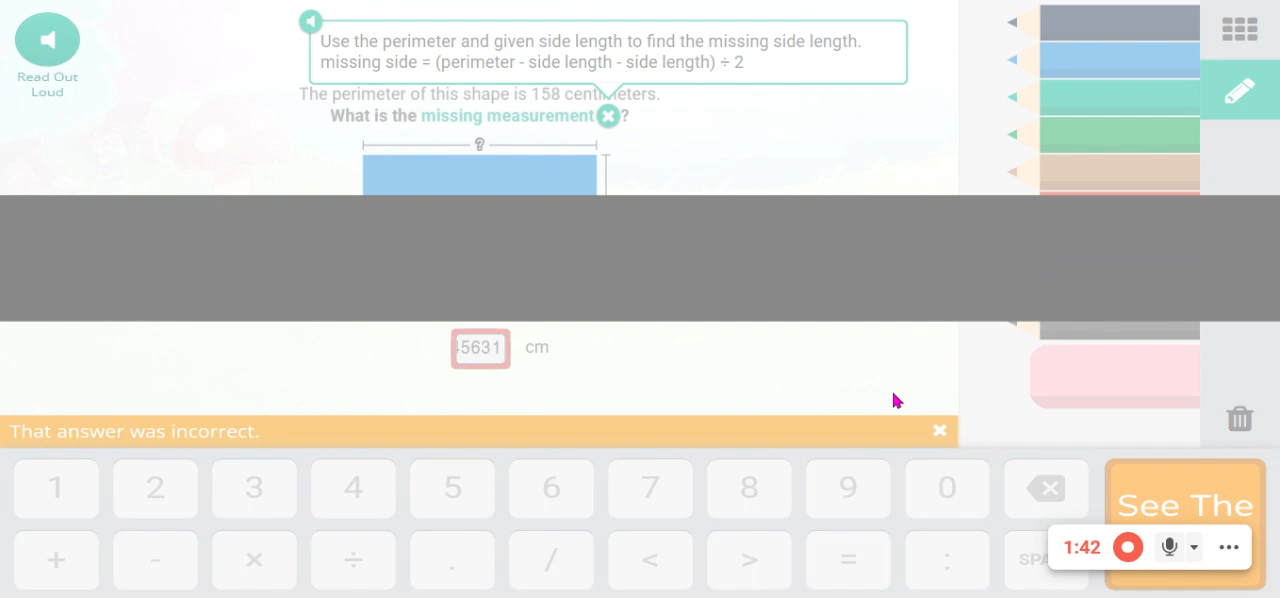 Read Out
Loud
Use the perimeter and given side length to find the missing side length.
missing side = (perimeter - side length - side length) ÷ 2
The perimeter of this shape is 158 centimeters.
What is the missing measurement ?
?
45631 cm
That answer was incorrect.
1 2 3 4 5 6 7 8 9 0
See The
+ - × ÷ . / < > = :
1:42